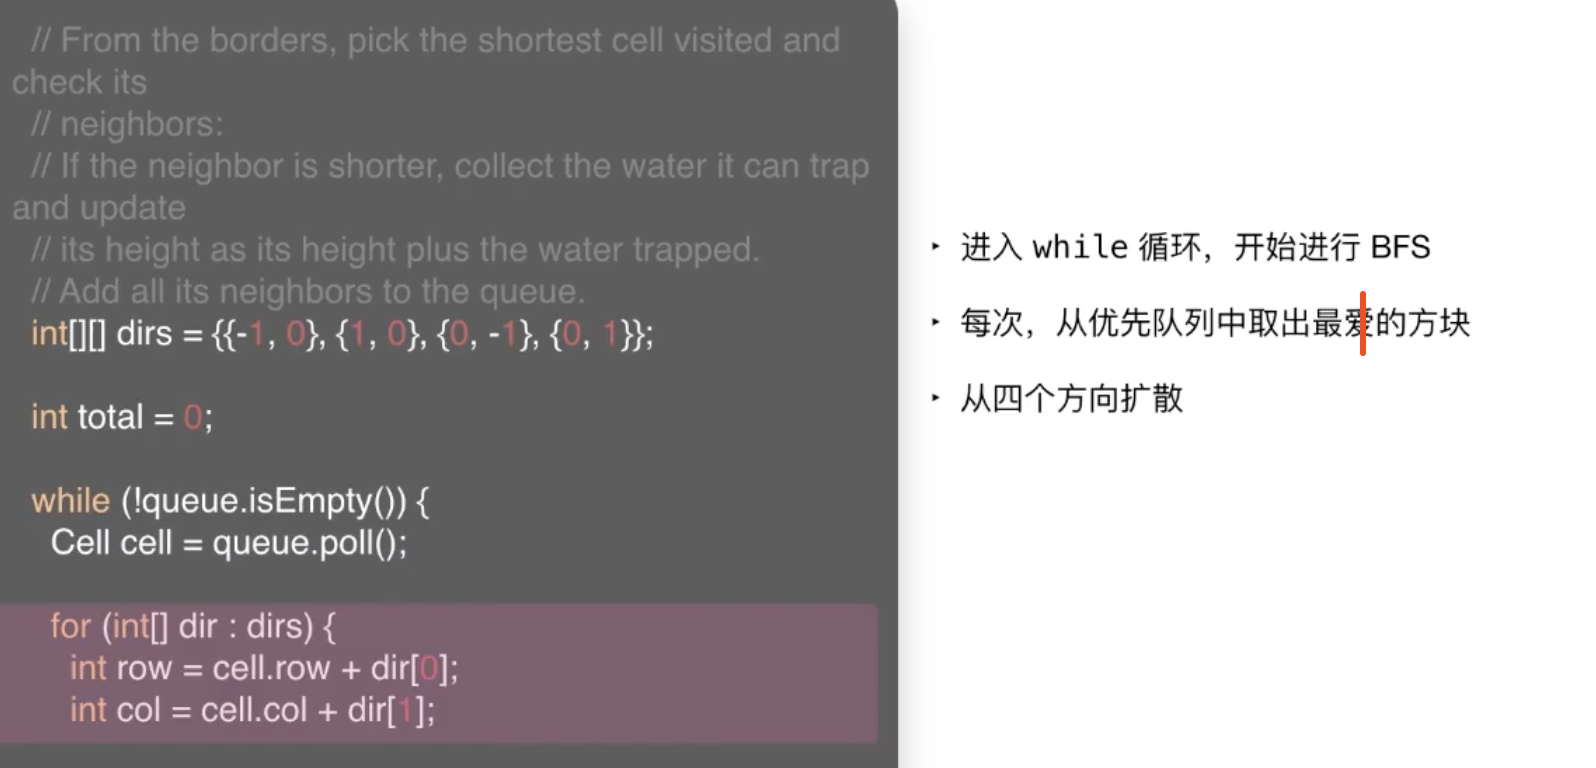 // From the borders, pick the shortest cell visited and
check its
// neighbors:
// If the neighbor is shorter, collect the water it can trap
and update
// its height as its height plus the water trapped.
// Add all its neighbors to the queue.
int[][] dirs = {{-1, 0}, {1, 0}, {0, -1}, {0, 1}};
int total = 0;
while (!queue.isEmpty()) {
Cell cell = queue.poll();
for (int[] dir : dirs) {
int row = cell.row + dir[0];
int col = cell.col + dir[1];
‣ 进入 while 循环，开始进行 BFS
‣ 每次，从优先队列中取出最爱的方块
‣ 从四个方向扩散